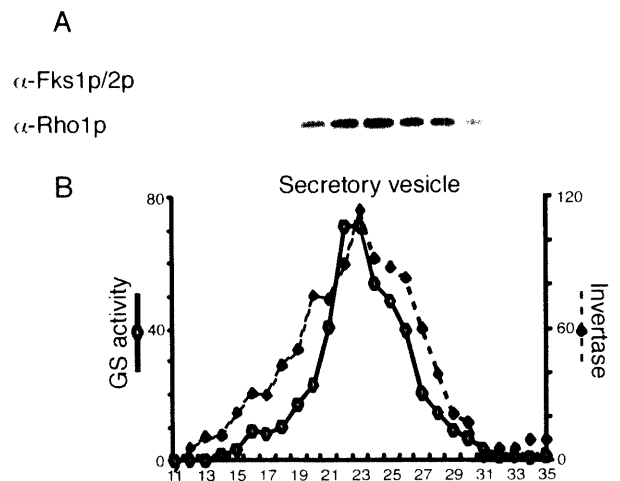 A
α-Fks1p/2p
α-Rho1p
B
Secretory vesicle
80
40
0
GS activity
120
60
0
Invertase
11 13 15 17 19 21 23 25 27 29 31 33 35